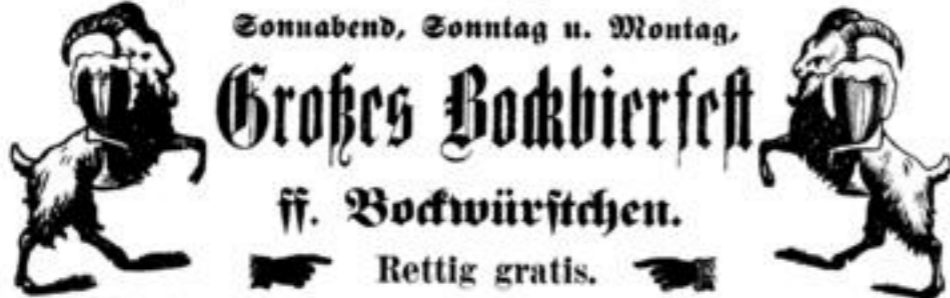 Sonnabend, Sonntag u. Montag,
Großes Bockbierfest
ff. Bockwürstchen.
Rettig gratis.